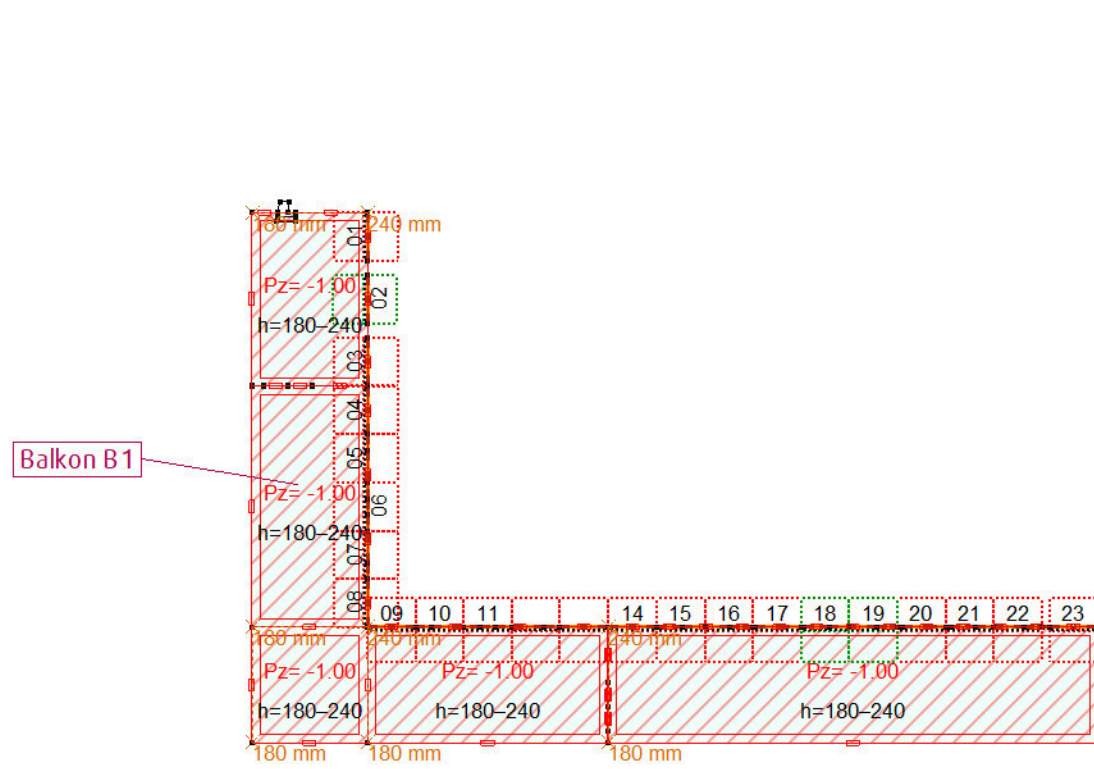 180 mm
240 mm
01
Pz= -1.00
02
h=180–240
03
04
Balkon B1
05
Pz= -1.00
06
h=180–240
07
08
09 10 11 14 15 16 17 18 19 20 21 22 23
180 mm 240 mm 240 mm
Pz= -1.00 Pz= -1.00 Pz= -1.00
h=180–240 h=180–240 h=180–240
180 mm 180 mm 180 mm